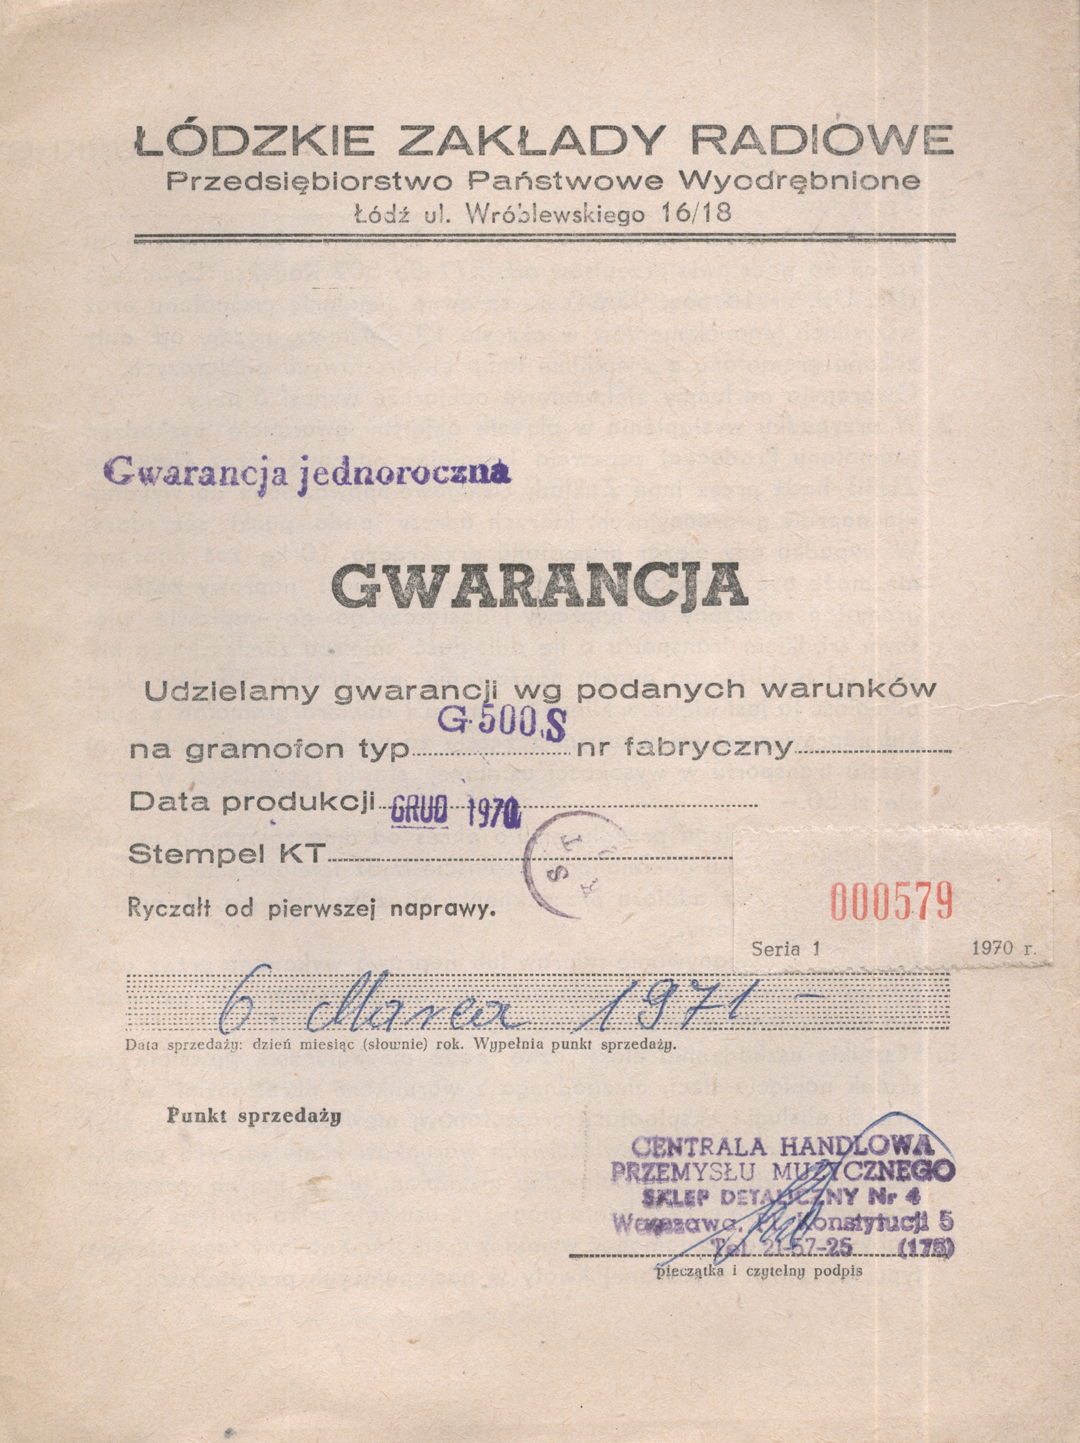 ŁÓDZKIE ZAKŁADY RADIOWE
Przedsiębiorstwo Państwowe Wyodrębnione
Łódź ul. Wróblewskiego 16/18
Gwarancja jednoroczna
GWARANCJA
Udzielamy gwarancji wg podanych warunków
na gramofon typ G-500.S nr fabryczny
Data produkcji GRUD 1970
Stempel KT
Ryczałt od pierwszej naprawy.
000579
Seria 1 1970 r.
6 Marca 1971 –
Data sprzedaży: dzień miesiąc (słownie) rok. Wypełnia punkt sprzedaży.
Punkt sprzedaży
CENTRALA HANDLOWA
PRZEMYSŁU MUZYCZNEGO
SKLEP DETALICZNY Nr 4
Warszawa, Pl. Konstytucji 5
Tel. 21-57-25 (175)
pieczątka i czytelny podpis